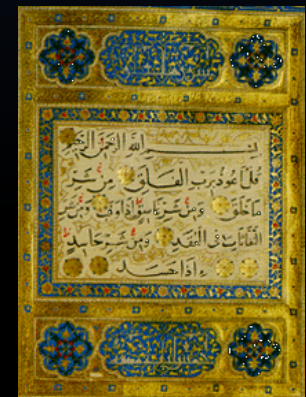 بسم الله الرحمن الرحيم
قل اعوذ برب الفلق من شر
ما خلق ومن شر غاسق اذا وقب ومن شر
النفاثات فى العقد ومن شر حاسد
اذا حسد